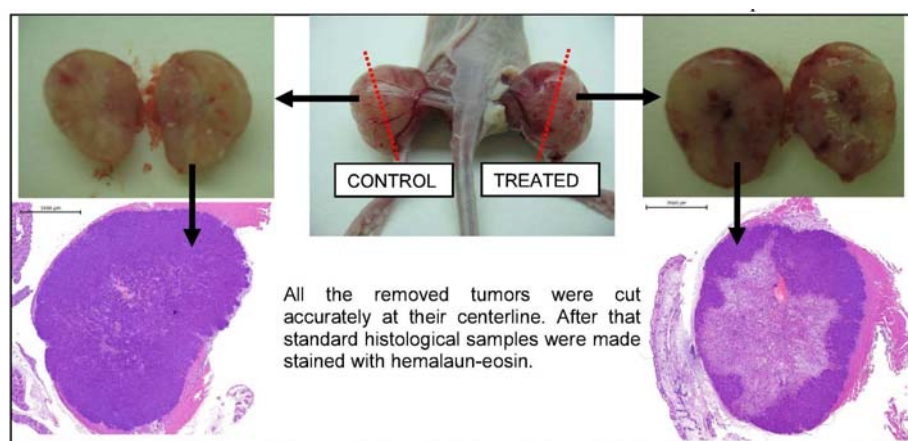 CONTROL
TREATED
All the removed tumors were cut
accurately at their centerline. After that
standard histological samples were made
stained with hemalaun-eosin.